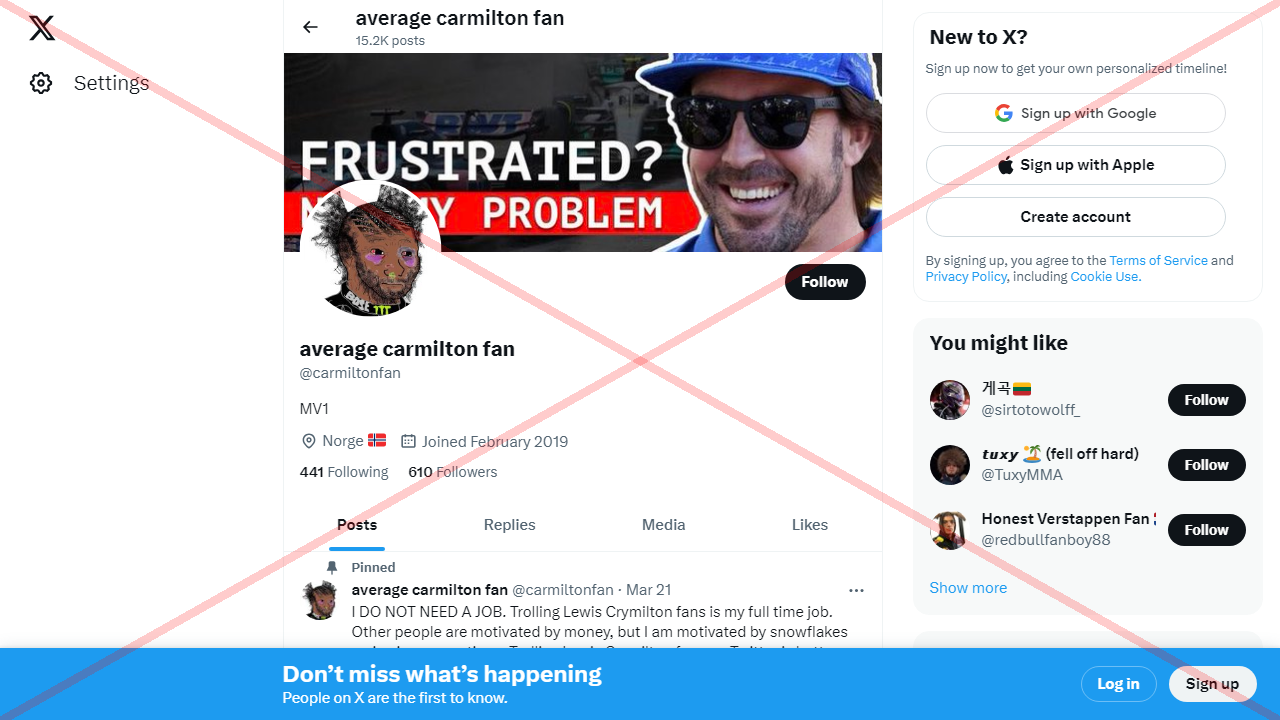 Settings
average carmilton fan
15.2K posts
FRUSTRATED?
PROBLEM
BOSE
Follow
average carmilton fan
@carmiltonfan
MV1
Norge 🇳🇴 Joined February 2019
441 Following 610 Followers
Posts Replies Media Likes
Pinned
average carmilton fan @carmiltonfan · Mar 21
I DO NOT NEED A JOB. Trolling Lewis Crymilton fans is my full time job.
Other people are motivated by money, but I am motivated by snowflakes
New to X?
Sign up now to get your own personalized timeline!
Sign up with Google
Sign up with Apple
Create account
By signing up, you agree to the Terms of Service and
Privacy Policy, including Cookie Use.
You might like
게곡🇱🇹
@sirtotowolff_
Follow
tuxy 🏝️ (fell off hard)
@TuxyMMA
Follow
Honest Verstappen Fan
@redbullfanboy88
Follow
Show more
Don’t miss what’s happening
People on X are the first to know.
Log in
Sign up